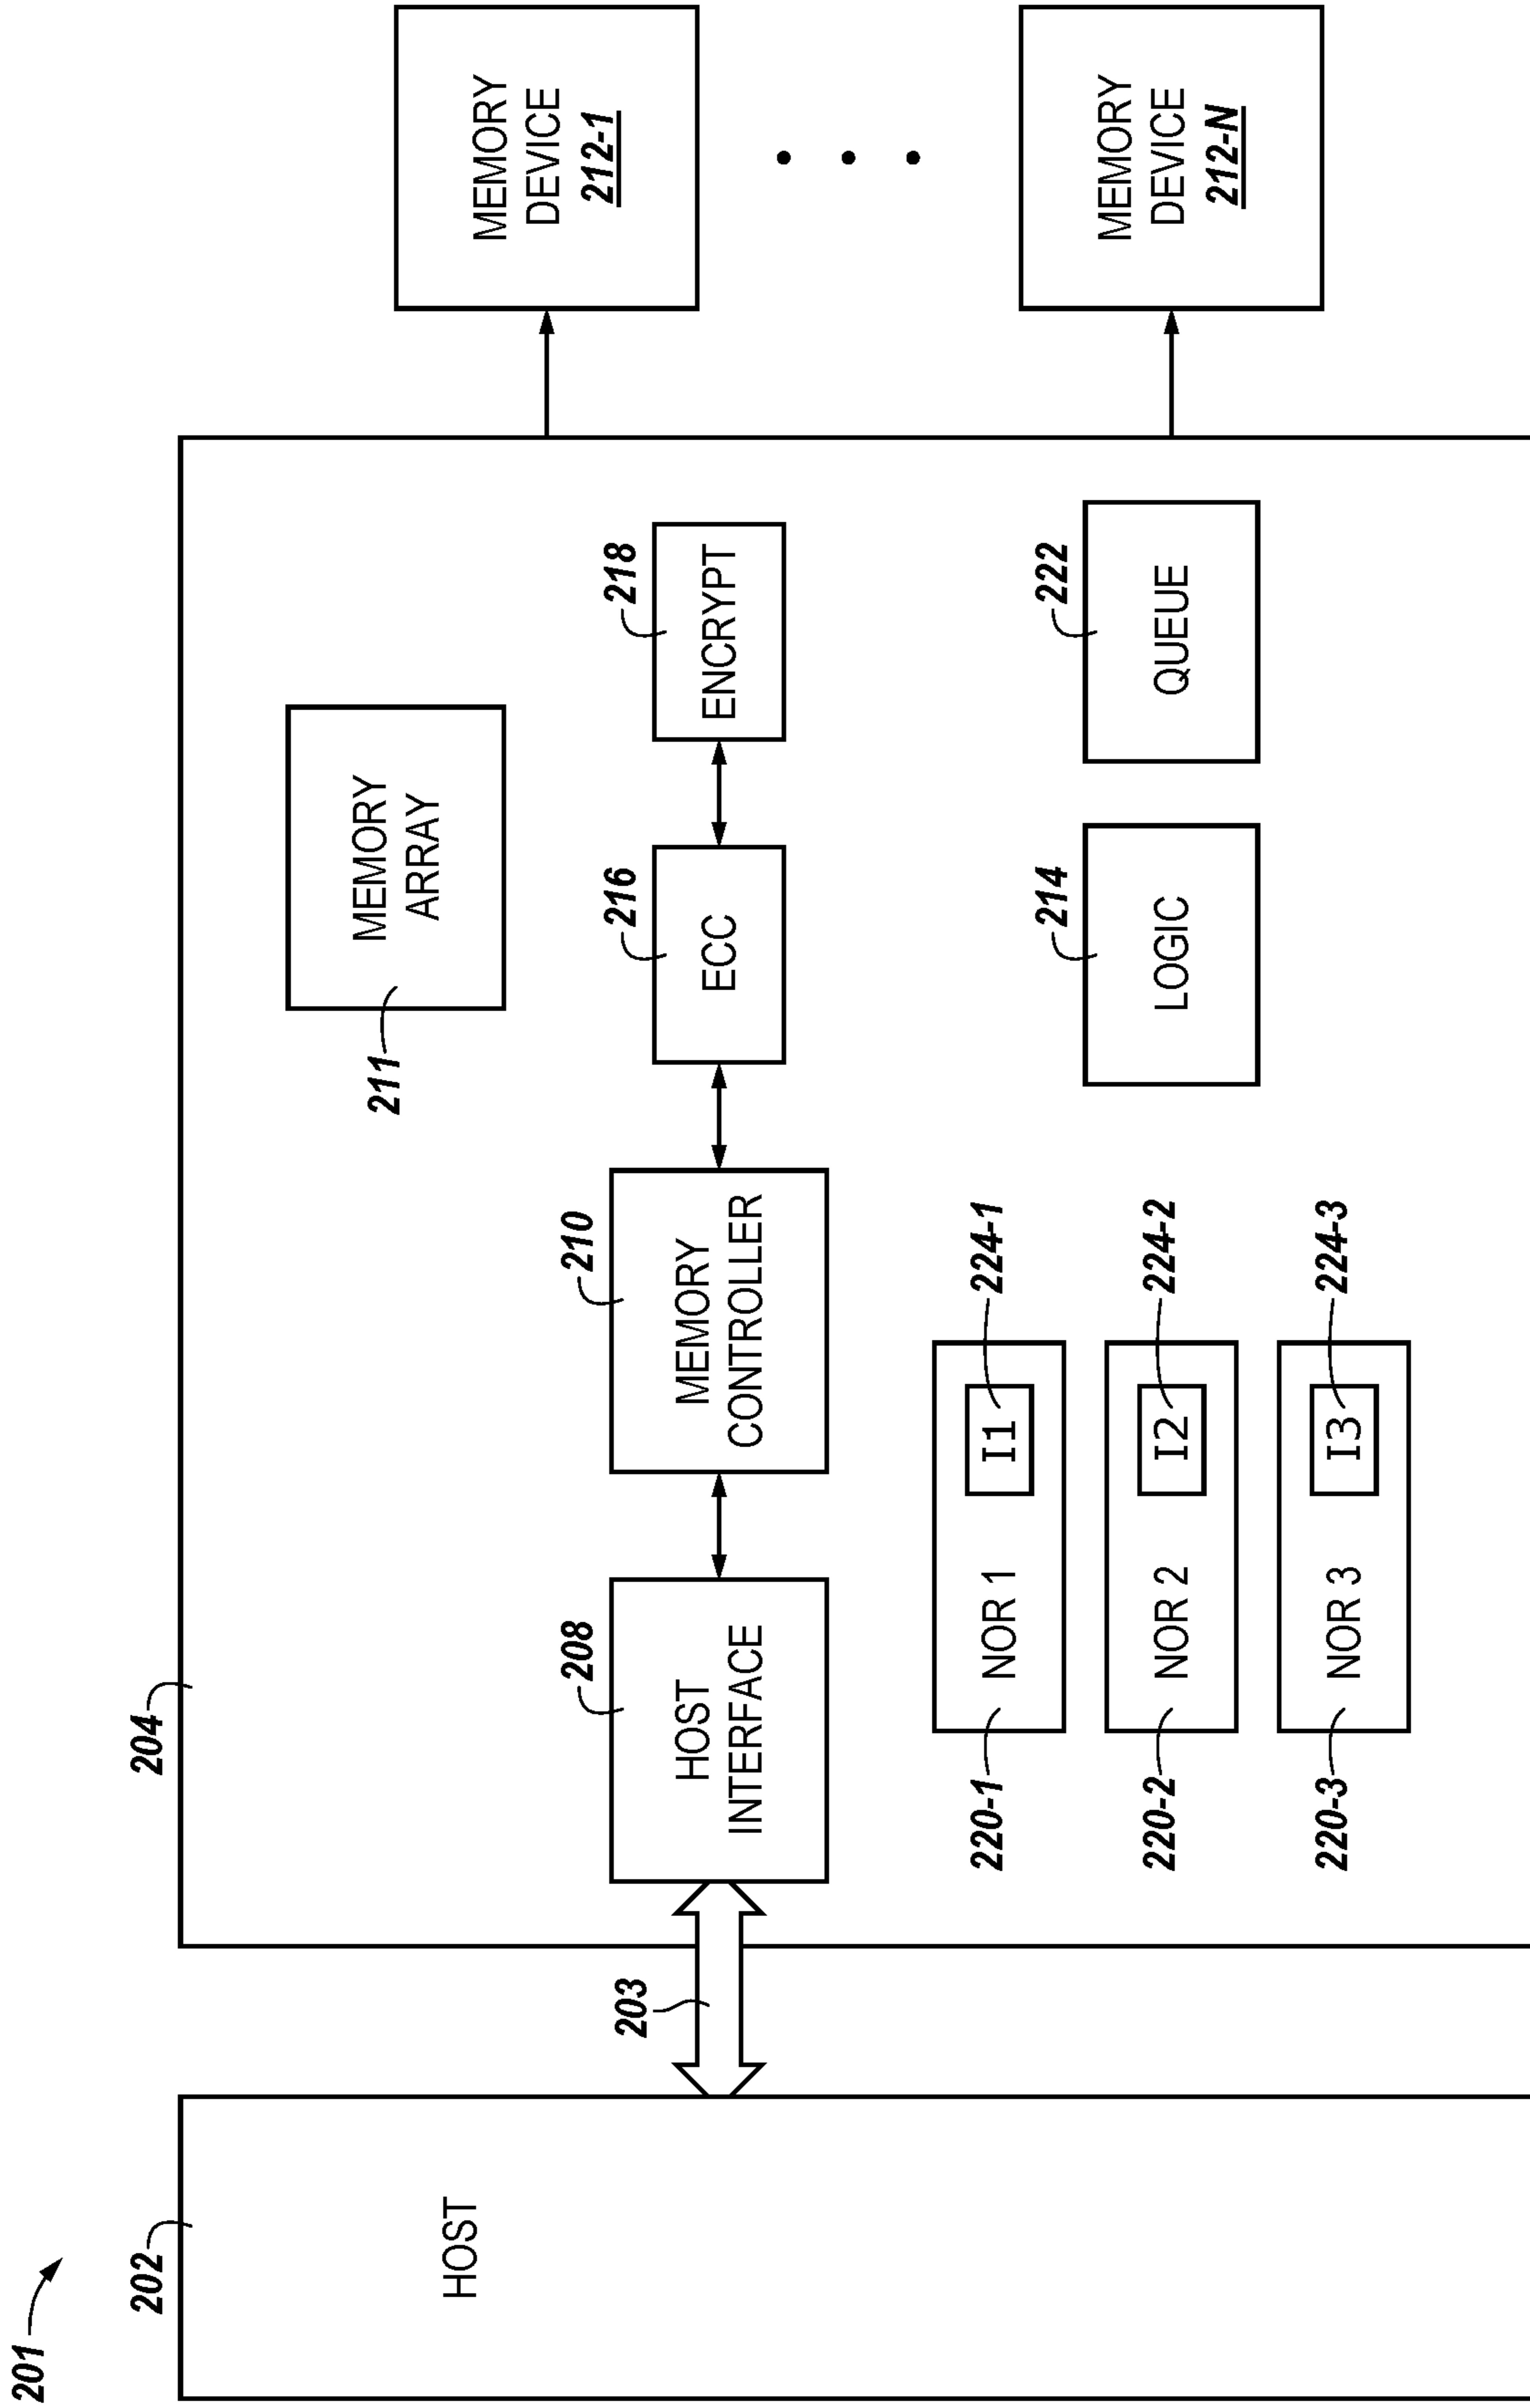 201
202
HOST
203
204
208
HOST
INTERFACE
210
MEMORY
CONTROLLER
216
ECC
218
ENCRYPT
211
MEMORY
ARRAY
220-1
NOR 1
I1
224-1
220-2
NOR 2
I2
224-2
220-3
NOR 3
I3
224-3
214
LOGIC
222
QUEUE
MEMORY
DEVICE
212-1
MEMORY
DEVICE
212-N